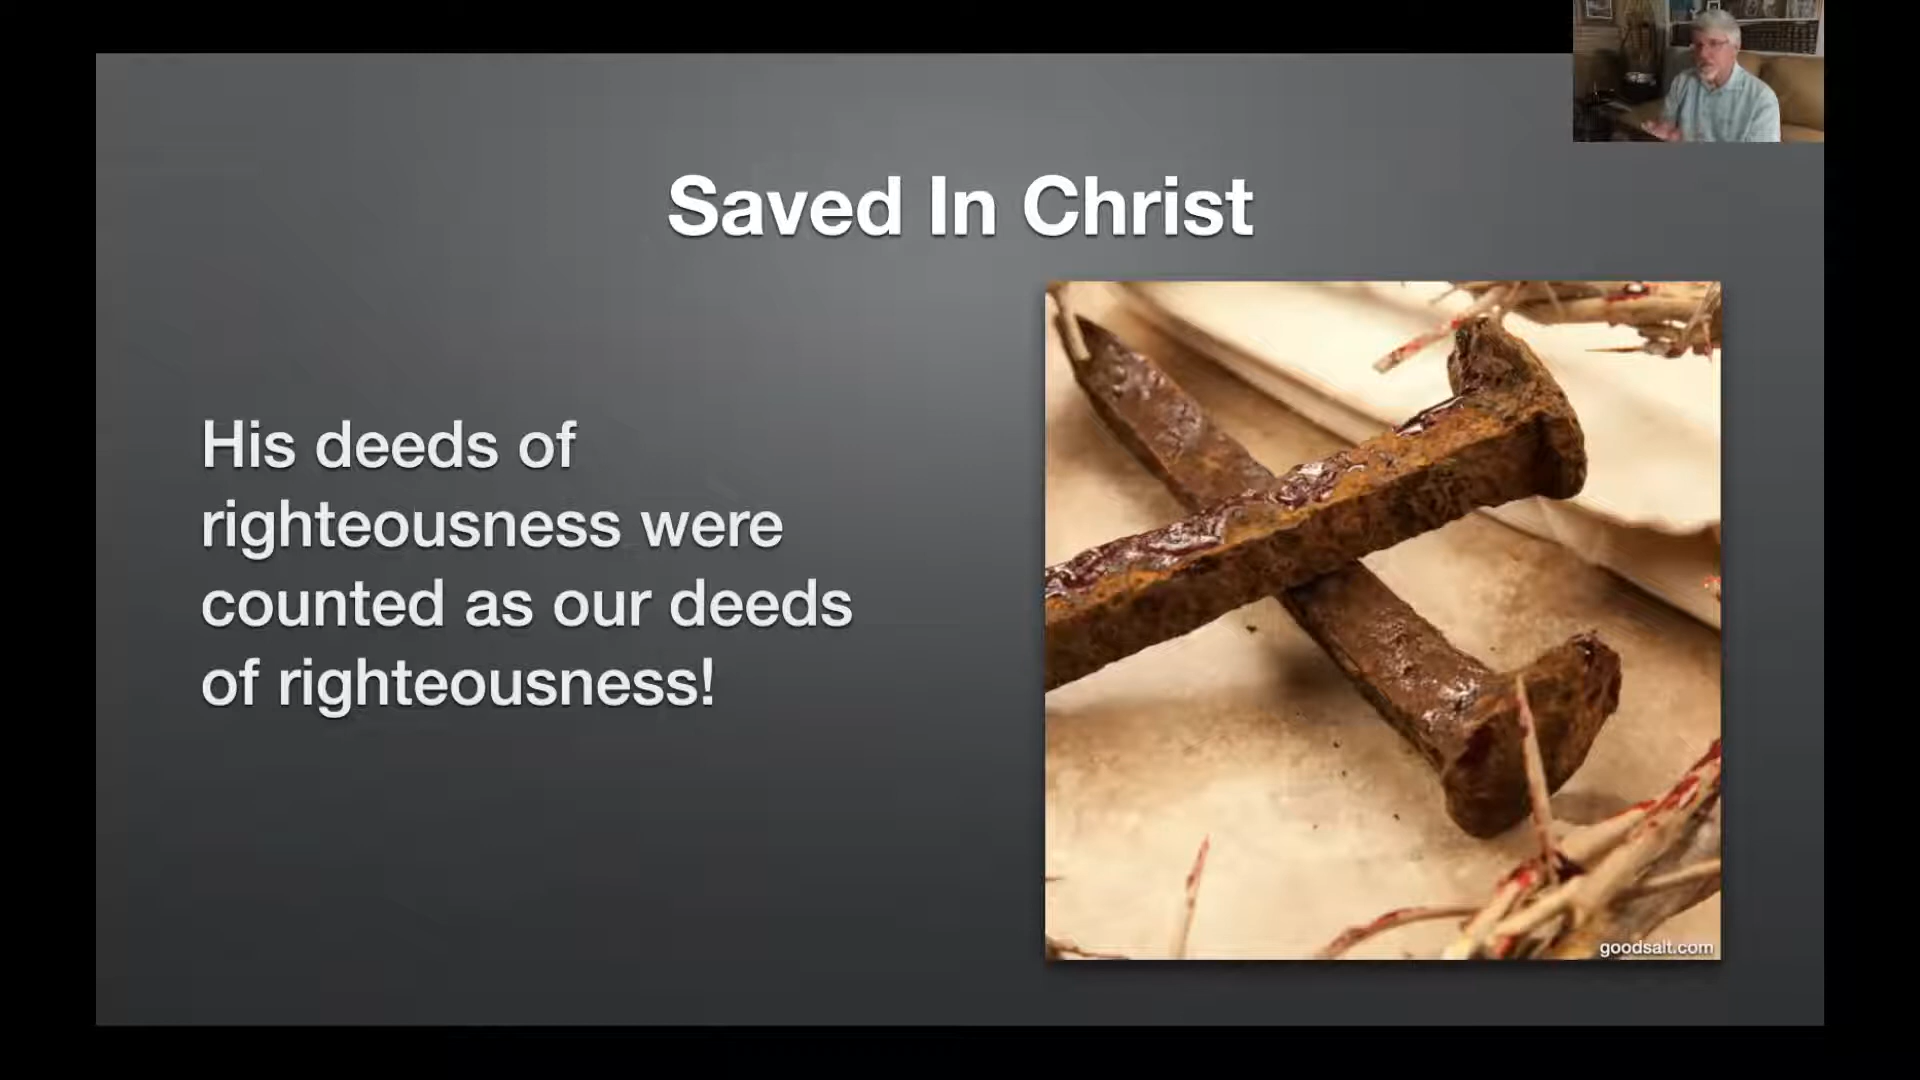 Saved In Christ
His deeds of
righteousness were
counted as our deeds
of righteousness!
goodsalt.com